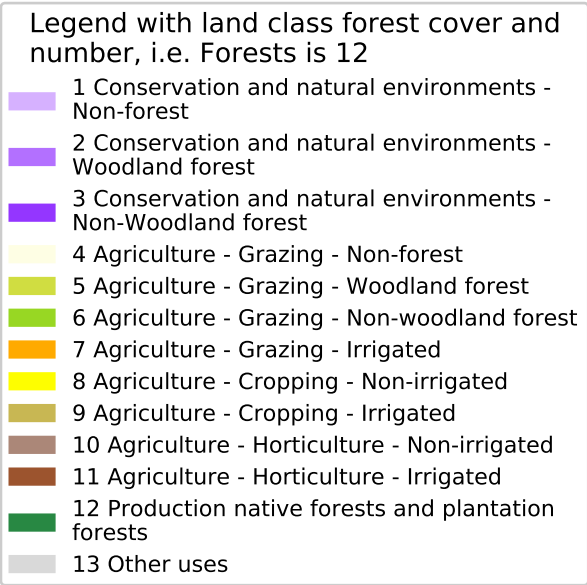 Legend with land class forest cover and
number, i.e. Forests is 12
1 Conservation and natural environments -
Non-forest
2 Conservation and natural environments -
Woodland forest
3 Conservation and natural environments -
Non-Woodland forest
4 Agriculture - Grazing - Non-forest
5 Agriculture - Grazing - Woodland forest
6 Agriculture - Grazing - Non-woodland forest
7 Agriculture - Grazing - Irrigated
8 Agriculture - Cropping - Non-irrigated
9 Agriculture - Cropping - Irrigated
10 Agriculture - Horticulture - Non-irrigated
11 Agriculture - Horticulture - Irrigated
12 Production native forests and plantation
forests
13 Other uses